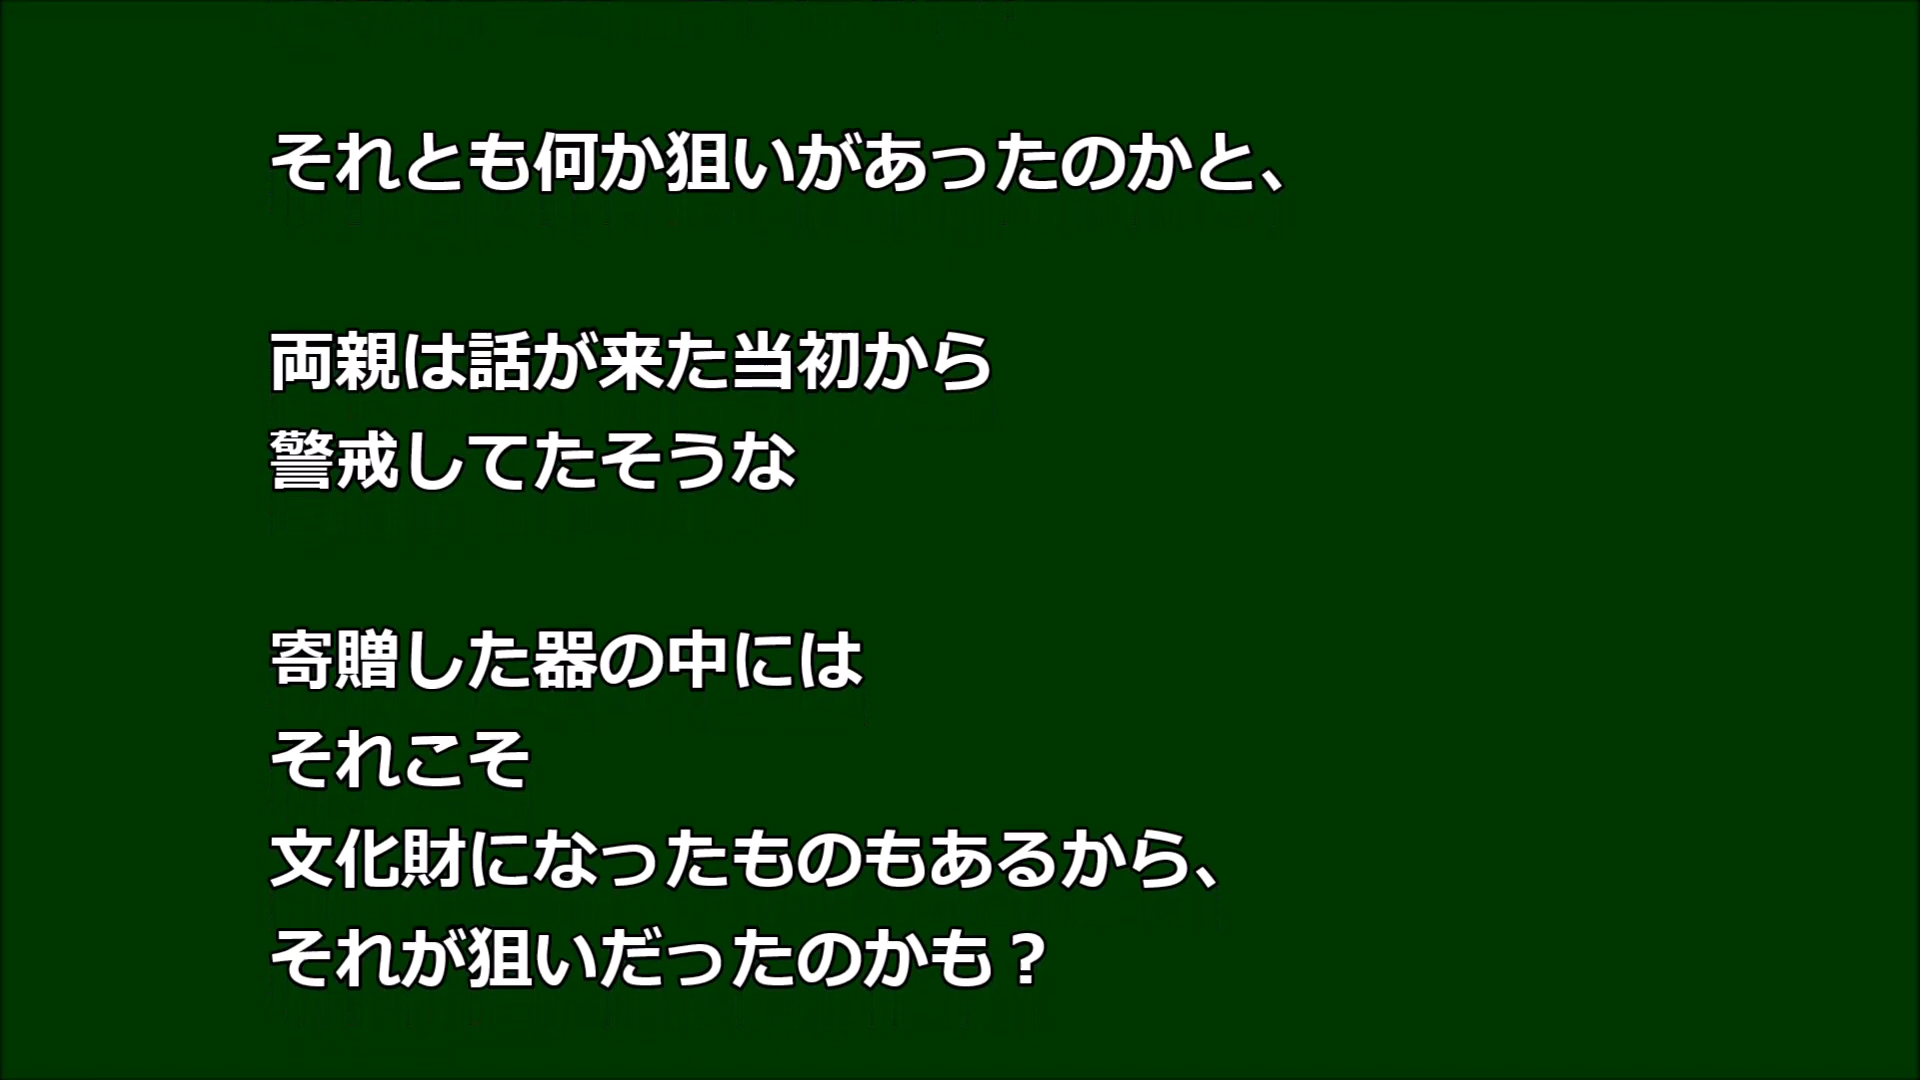 それとも何か狙いがあったのかと、
両親は話が来た当初から
警戒してたそうな
寄贈した器の中には
それこそ
文化財になったものもあるから、
それが狙いだったのかも？